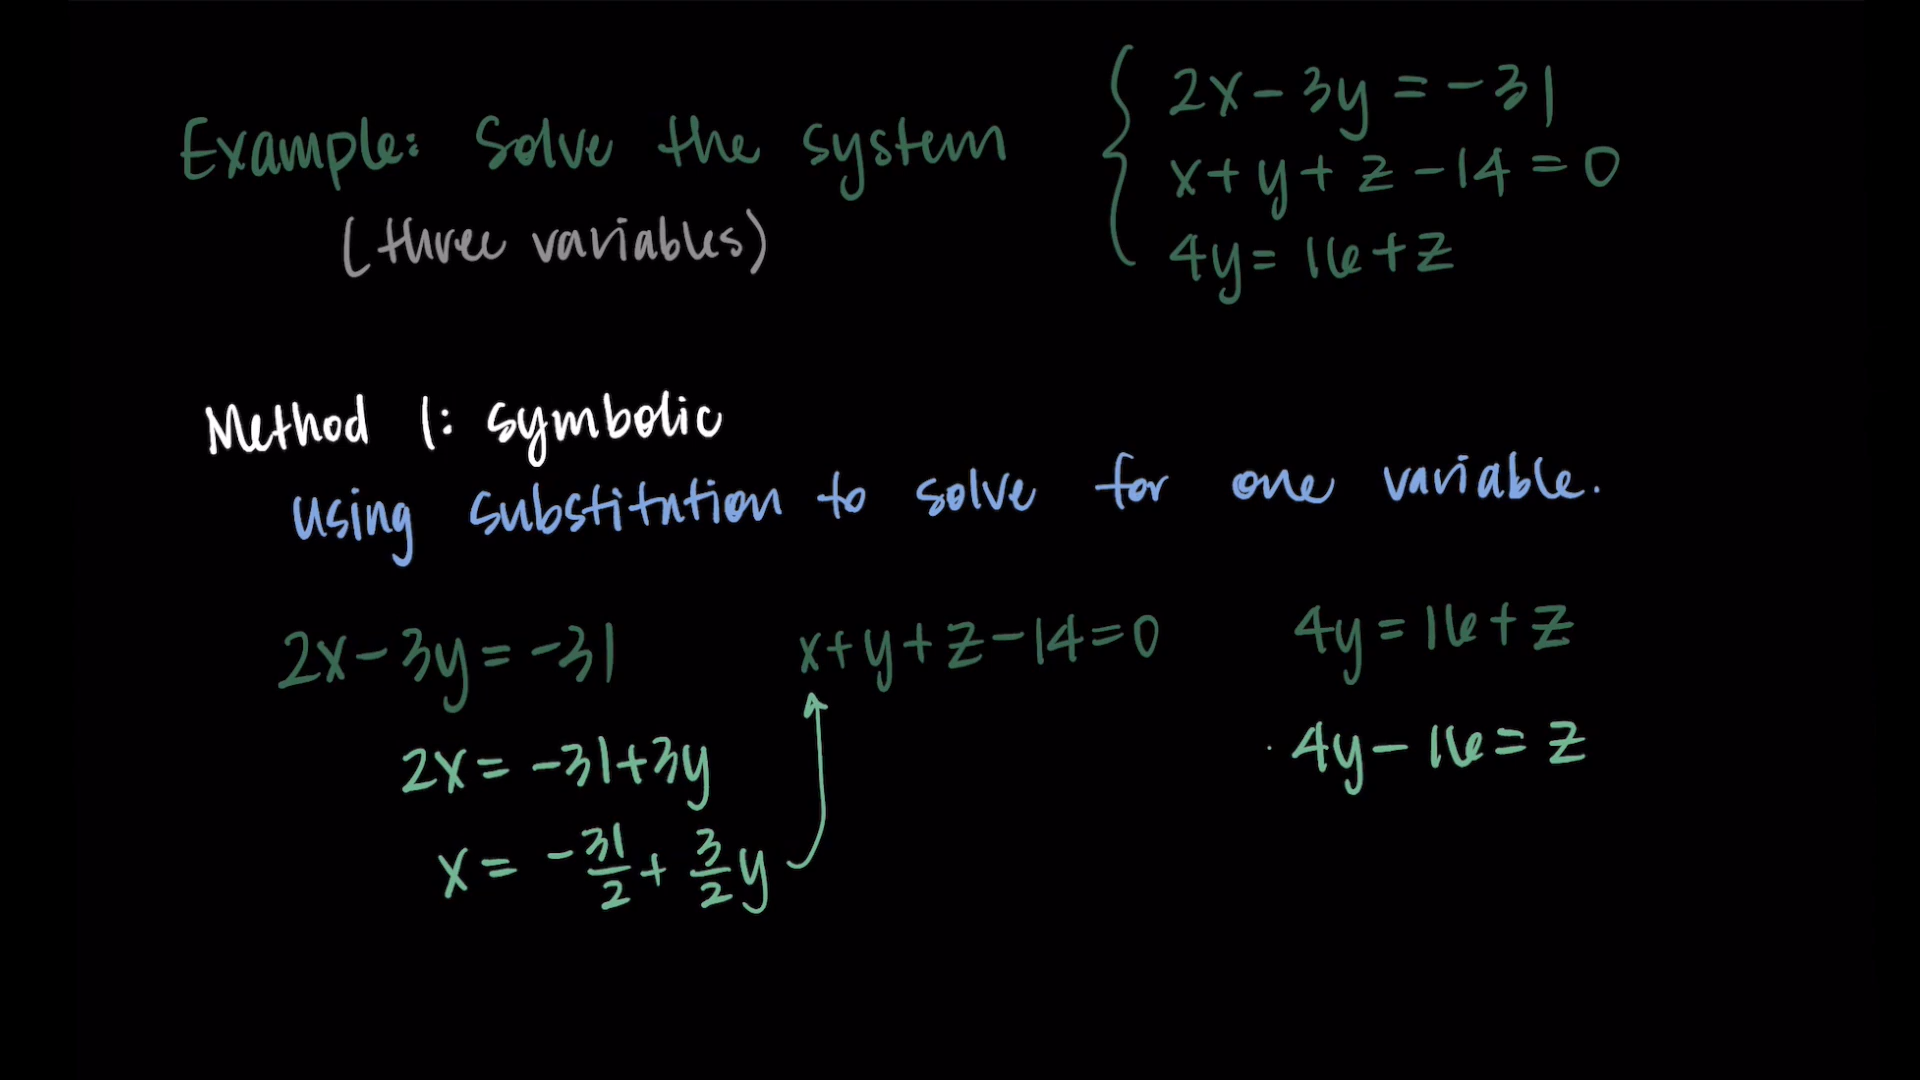 Example: Solve the system
(three variables)
2x-3y=-31
x+y+z-14=0
4y=16+z
Method 1: symbolic
using substitution to solve for one variable.
2x-3y=-31
x+y+z-14=0
4y=16+z
2x=-31+3y
4y-16=z
x= -31/2 + 3/2 y